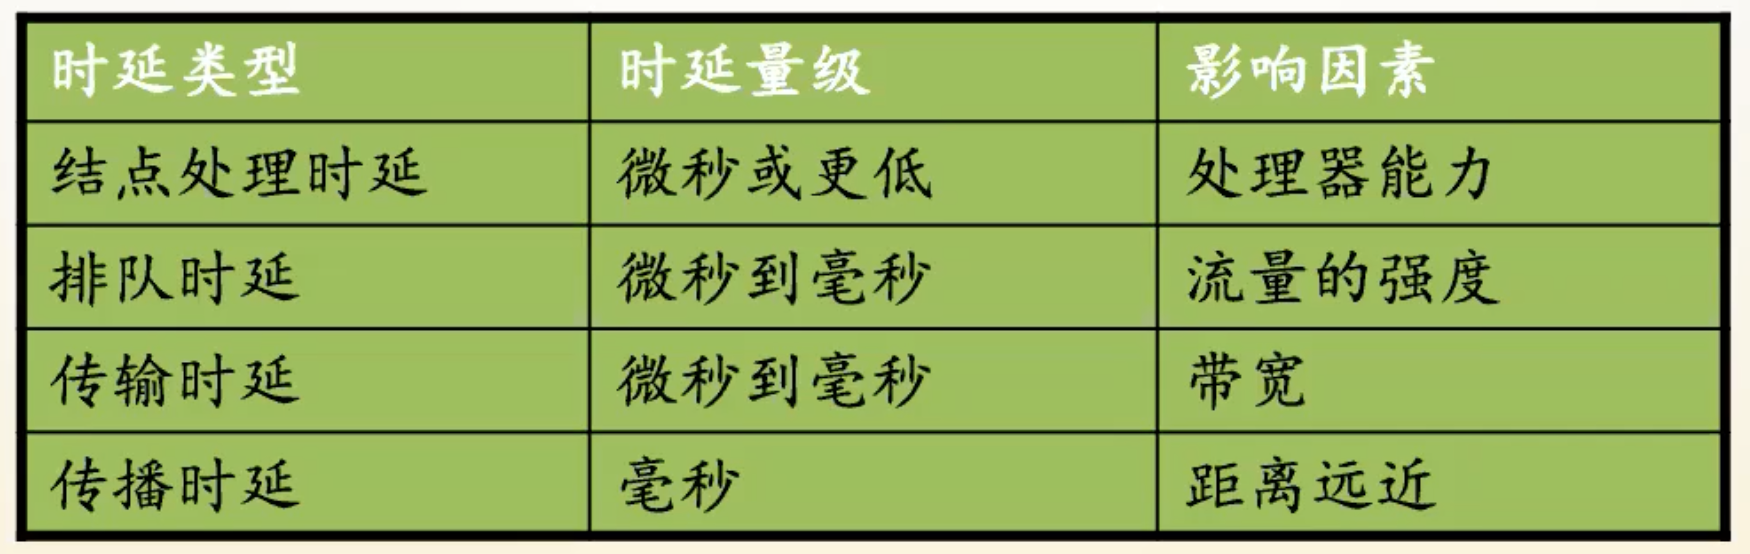 时延类型 时延量级 影响因素
结点处理时延 微秒或更低 处理器能力
排队时延 微秒到毫秒 流量的强度
传输时延 微秒到毫秒 带宽
传播时延 毫秒 距离远近